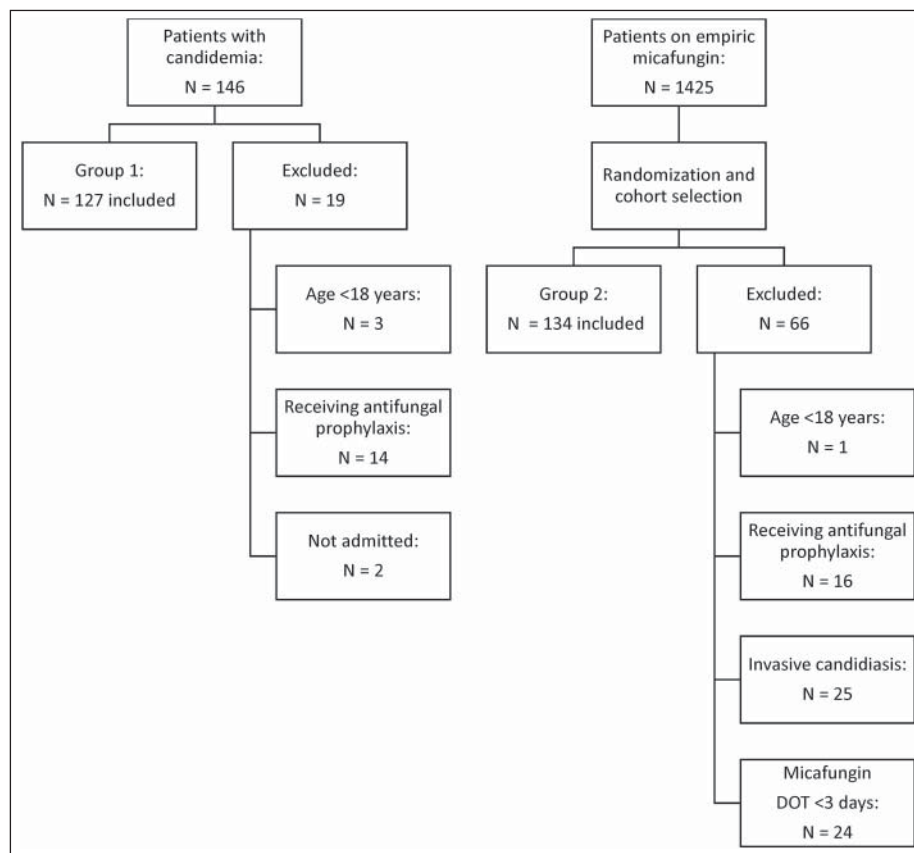 Patients with
candidemia:
N = 146
Group 1:
N = 127 included
Excluded:
N = 19
Age <18 years:
N = 3
Receiving antifungal
prophylaxis:
N = 14
Not admitted:
N = 2
Patients on empiric
micafungin:
N = 1425
Randomization and
cohort selection
Group 2:
N = 134 included
Excluded:
N = 66
Age <18 years:
N = 1
Receiving antifungal
prophylaxis:
N = 16
Invasive candidiasis:
N = 25
Micafungin
DOT <3 days:
N = 24